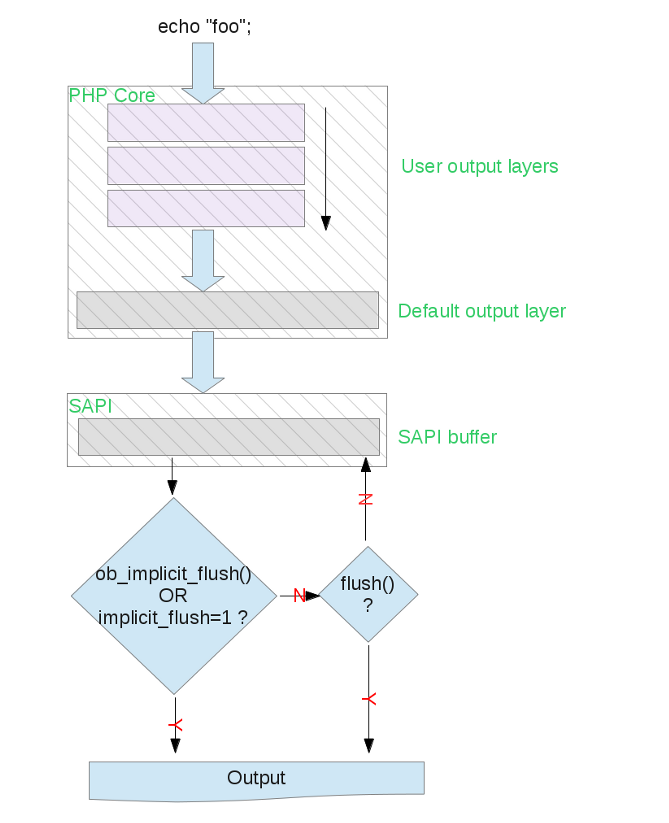 echo "foo";
PHP Core
User output layers
Default output layer
SAPI
SAPI buffer
N
ob_implicit_flush()
OR
implicit_flush=1 ?
N
flush()
?
Y
Y
Output